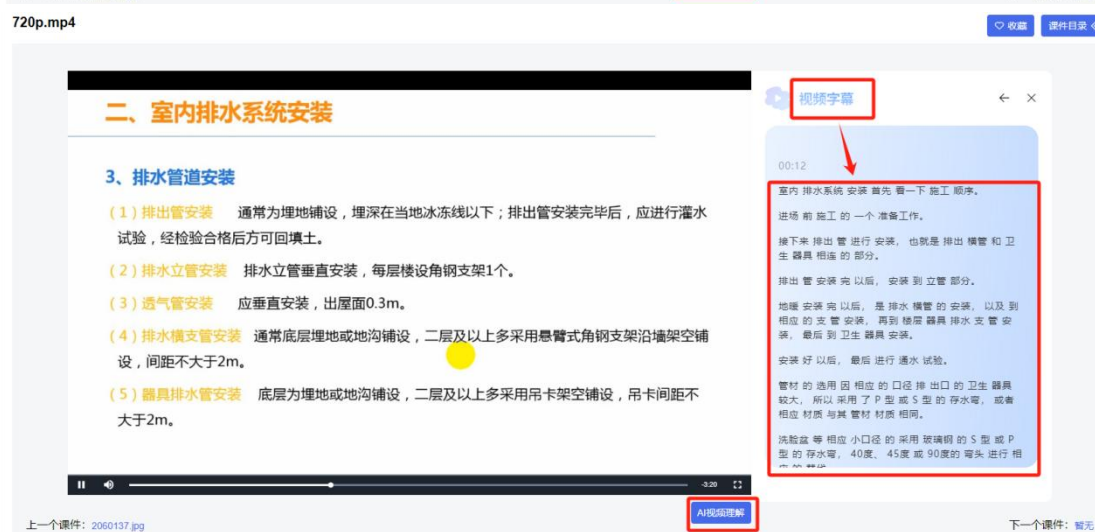 720p.mp4
收藏
课件目录
二、室内排水系统安装
3、排水管道安装
（1）排出管安装 通常为埋地铺设，埋深在当地冰冻线以下；排出管安装完毕后，应进行灌水
试验，经检验合格后方可回填土。
（2）排水立管安装 排水立管垂直安装，每层楼设角钢支架1个。
（3）透气管安装 应垂直安装，出屋面0.3m。
（4）排水横支管安装 通常底层埋地或地沟铺设，二层及以上多采用悬臂式角钢支架沿墙架空铺
设，间距不大于2m。
（5）器具排水管安装 底层为埋地或地沟铺设，二层及以上多采用吊卡架空铺设，吊卡间距不
大于2m。
-3:20
AI视频理解
视频字幕
00:12
室内 排水系统 安装 首先 看一下 施工 顺序。
进场 前 施工 的 一个 准备工作。
接下来 排出 管 进行 安装， 也就是 排出 横管 和 卫
生 器具 相连 的 部分。
排出 管 安装 完 以后， 安装 到 立管 部分。
地暖 安装 完 以后， 是 排水 横管 的 安装， 以及 到
相应 的 支 管 安装， 再到 楼层 器具 排水 支 管 安
装， 最后 到 卫生 器具 安装。
安装 好 以后， 最后 进行 通水 试验。
管材 的 选用 因 相应 的 口径 排 出口 的 卫生 器具
较大， 所以 采用 了 P 型 或 S 型 的 存水弯， 或者
相应 材质 与其 管材 材质 相同。
洗脸盆 等 相应 小口径 的 采用 玻璃钢 的 S 型 或 P
型 的 存水弯， 40度、 45度 或 90度的 弯头 进行 相
上一个课件：2060137.jpg
下一个课件：暂无